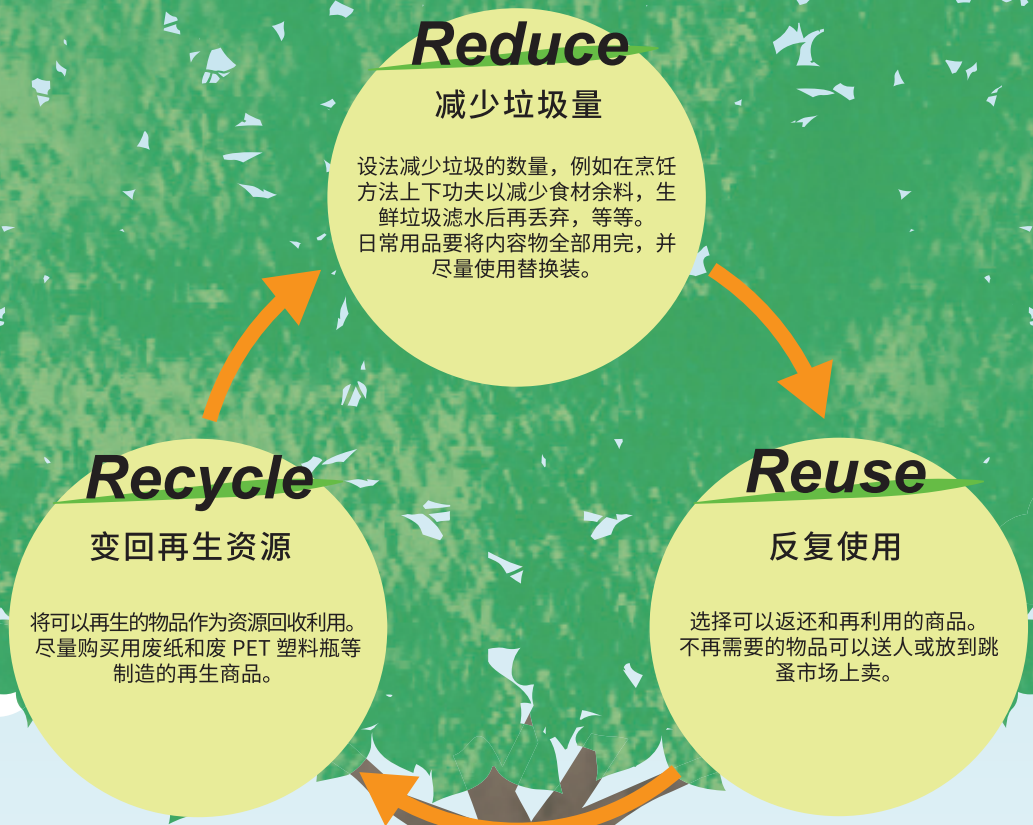 Reduce
减少垃圾量
设法减少垃圾的数量，例如在烹饪
方法上下功夫以减少食材余料，生
鲜垃圾滤水后再丢弃，等等。
日常用品要将内容物全部用完，并
尽量使用替换装。
Recycle
变回再生资源
将可以再生的物品作为资源回收利用。
尽量购买用废纸和废 PET 塑料瓶等
制造的再生商品。
Reuse
反复使用
选择可以返还和再利用的商品。
不再需要的物品可以送人或放到跳
蚤市场上卖。